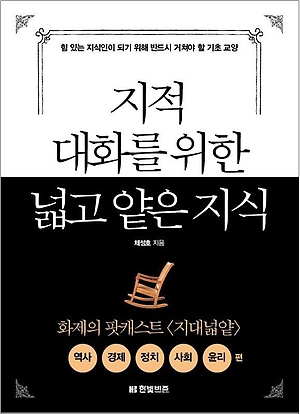 힘 있는 지식인이 되기 위해 반드시 거쳐야 할 기초 교양
지적
대화를 위한
넓고 얕은 지식
채성호 지음
화제의 팟캐스트 〈지대넓얕〉
역사 경제 정치 사회 윤리 편
한빛비즈